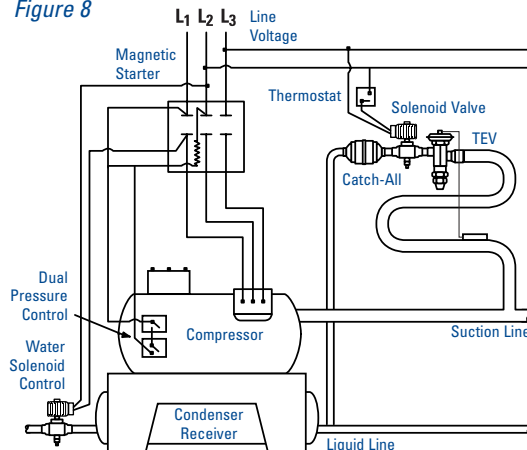 Figure 8
L1 L2 L3 Line
Voltage
Magnetic
Starter
Thermostat
Solenoid Valve
TEV
Catch-All
Dual
Pressure
Control
Compressor
Suction Line
Water
Solenoid
Control
Condenser
Receiver
Liquid Line